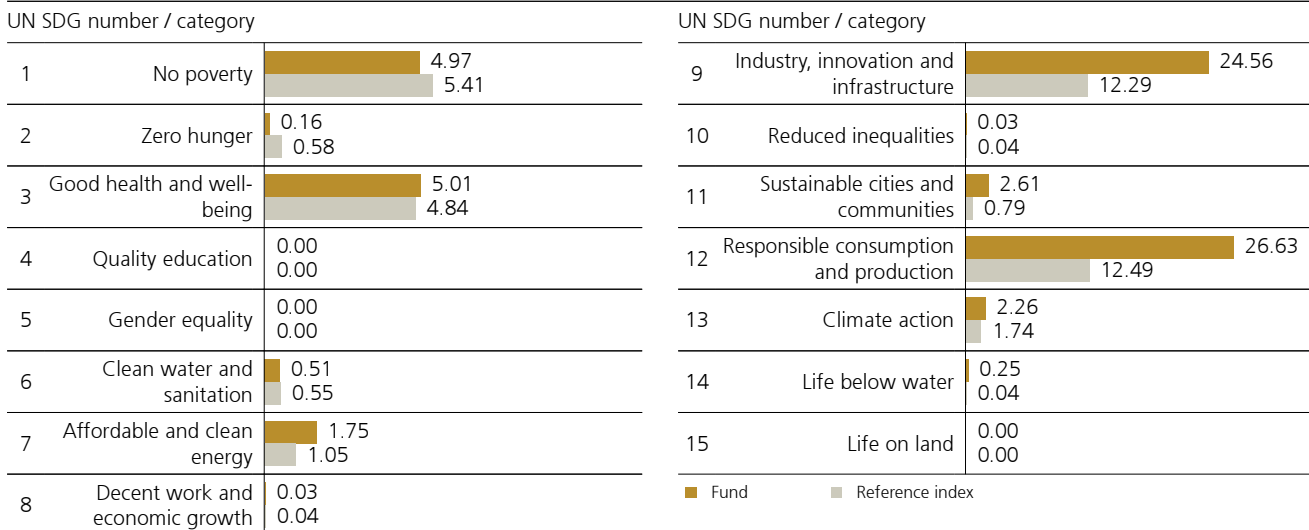 UN SDG number / category
1 No poverty 4.97
5.41
2 Zero hunger 0.16
0.58
3 Good health and well-
being 5.01
4.84
4 Quality education 0.00
0.00
5 Gender equality 0.00
0.00
6 Clean water and
sanitation 0.51
0.55
7 Affordable and clean
energy 1.75
1.05
8 Decent work and
economic growth 0.03
0.04
UN SDG number / category
9 Industry, innovation and
infrastructure 24.56
12.29
10 Reduced inequalities 0.03
0.04
11 Sustainable cities and
communities 2.61
0.79
12 Responsible consumption
and production 26.63
12.49
13 Climate action 2.26
1.74
14 Life below water 0.25
0.04
15 Life on land 0.00
0.00
Fund Reference index